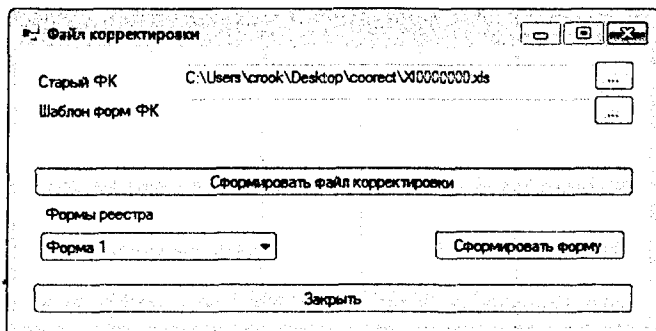 Файл корректировки
Старый ФК C:\Users\crook\Desktop\coorect\XI0000000.xls ...
Шаблон форм ФК ...
Сформировать файл корректировки
Формы реестра
Форма 1 Сформировать форму
Закрыть